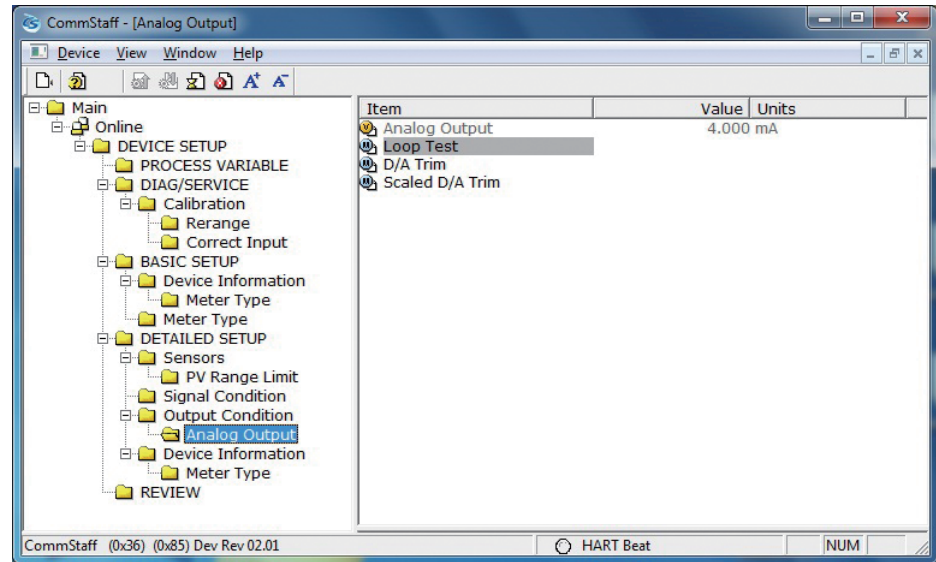 CommStaff - [Analog Output]
Device View Window Help
A+ A-
Main
Online
DEVICE SETUP
PROCESS VARIABLE
DIAG/SERVICE
Calibration
Rerange
Correct Input
BASIC SETUP
Device Information
Meter Type
Meter Type
DETAILED SETUP
Sensors
PV Range Limit
Signal Condition
Output Condition
Analog Output
Device Information
Meter Type
REVIEW
Item Value Units
Analog Output 4.000 mA
Loop Test
D/A Trim
Scaled D/A Trim
CommStaff (0x36) (0x85) Dev Rev 02.01 HART Beat NUM